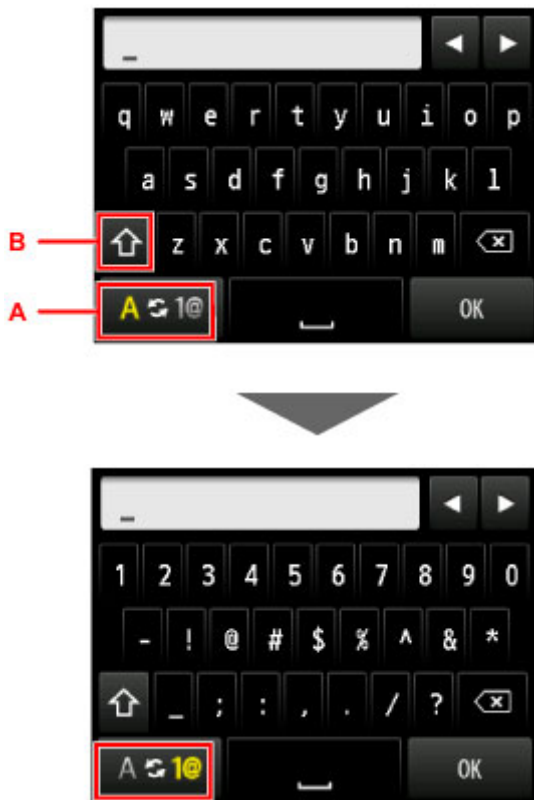 _
q w e r t y u i o p
a s d f g h j k l
B
z x c v b n m
A
A 1@ OK
_
1 2 3 4 5 6 7 8 9 0
- ! @ # $ % ^ & *
_ ; : , . / ?
A 1@ OK